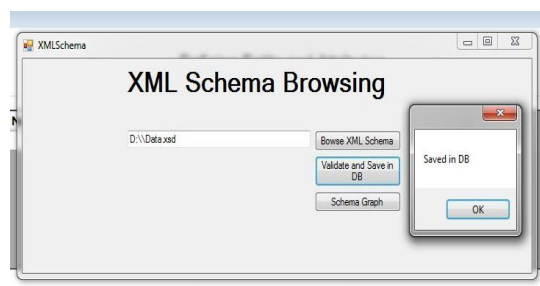 XMLSchema
XML Schema Browsing
D:\\Data.xsd
Bowse XML Schema
Validate and Save in
DB
Schema Graph
Saved in DB
OK